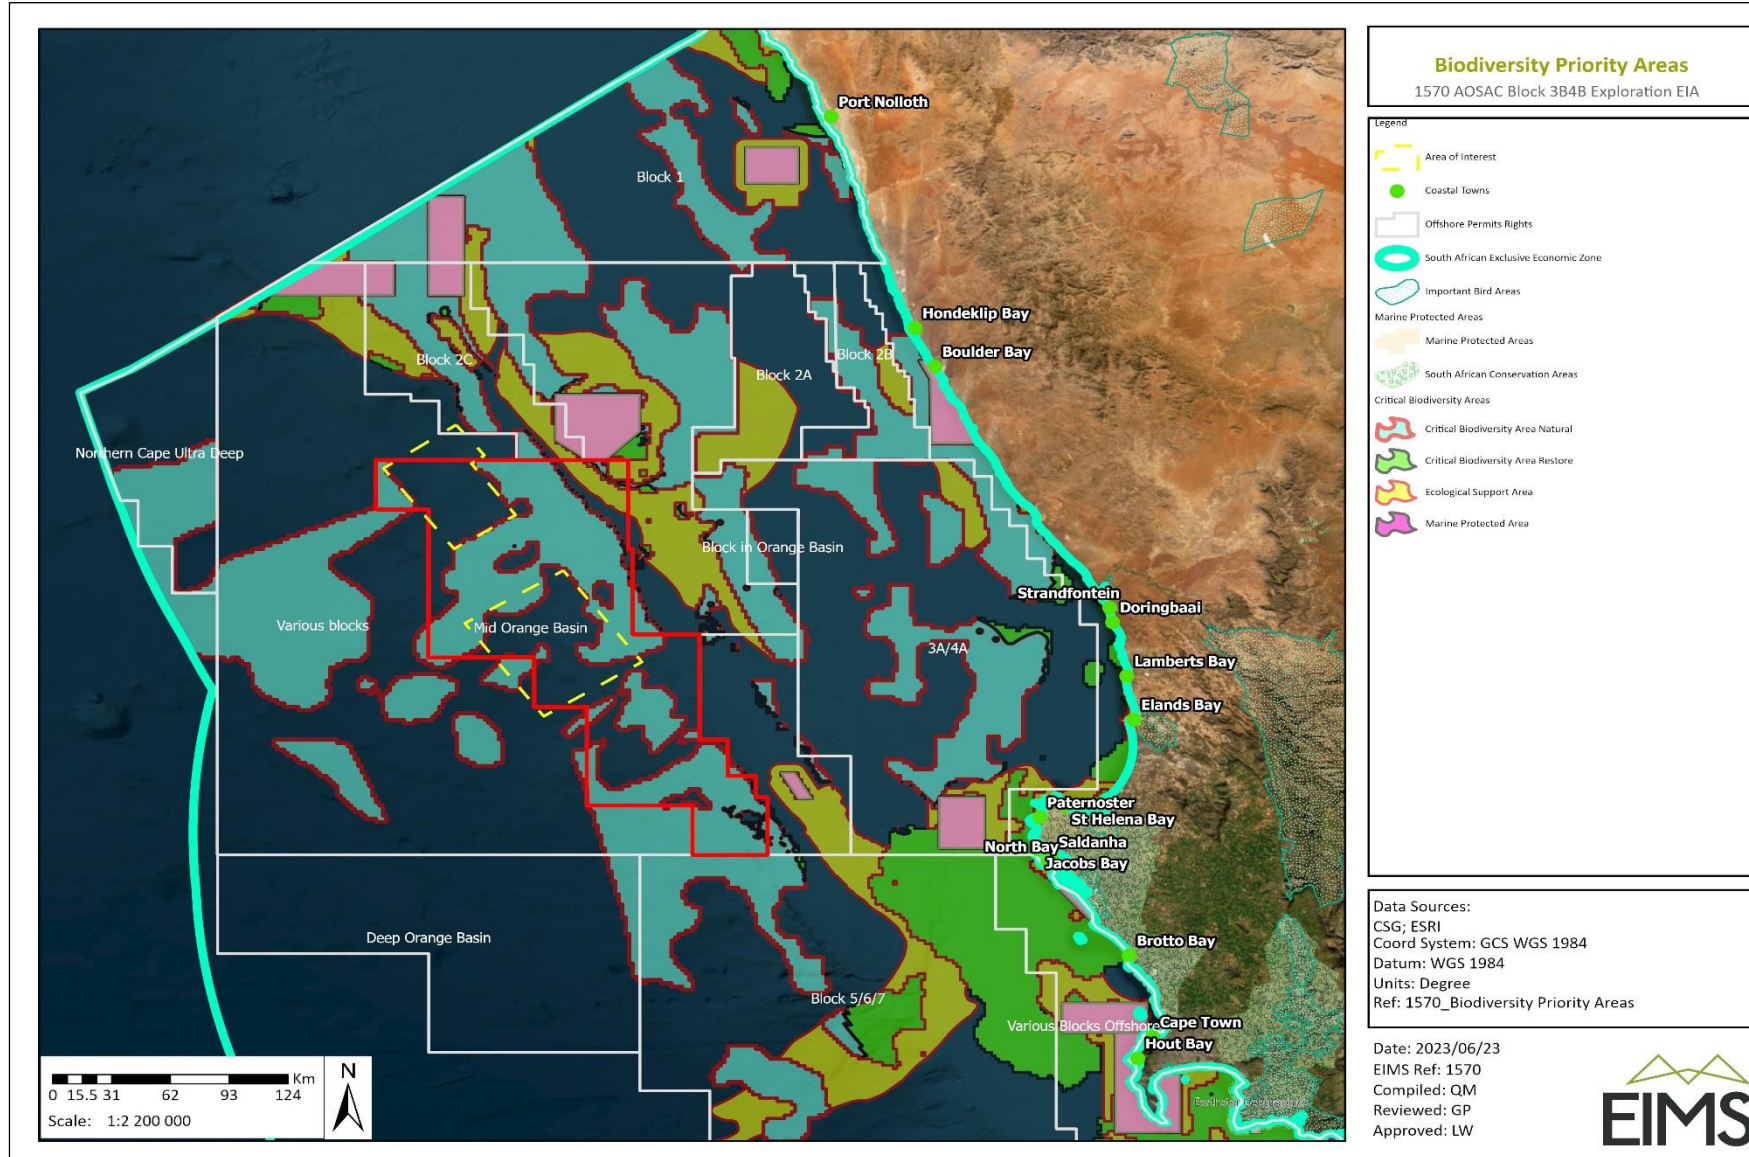 Port Nolloth
Block 1
Hondeklip Bay
Block 2B
Boulder Bay
Block 2C
Block 2A
Northern Cape Ultra Deep
Block in Orange Basin
Strandfontein
Doringbaai
Various blocks
Mid Orange Basin
3A/4A
Lamberts Bay
Elands Bay
Paternoster
St Helena Bay
North Bay
Saldanha
Jacobs Bay
Deep Orange Basin
Brotto Bay
Block 5/6/7
Various Blocks Offshore
Cape Town
Hout Bay
Earthstar Geographics
N
Km
0 15.5 31 62 93 124
Scale: 1:2 200 000
Biodiversity Priority Areas
1570 AOSAC Block 3B4B Exploration EIA
Legend
Area of Interest
Coastal Towns
Offshore Permits Rights
South African Exclusive Economic Zone
Important Bird Areas
Marine Protected Areas
Marine Protected Areas
South African Conservation Areas
Critical Biodiversity Areas
Critical Biodiversity Area Natural
Critical Biodiversity Area Restore
Ecological Support Area
Marine Protected Area
Data Sources:
CSG; ESRI
Coord System: GCS WGS 1984
Datum: WGS 1984
Units: Degree
Ref: 1570_Biodiversity Priority Areas
Date: 2023/06/23
EIMS Ref: 1570
Compiled: QM
Reviewed: GP
Approved: LW
EIMS